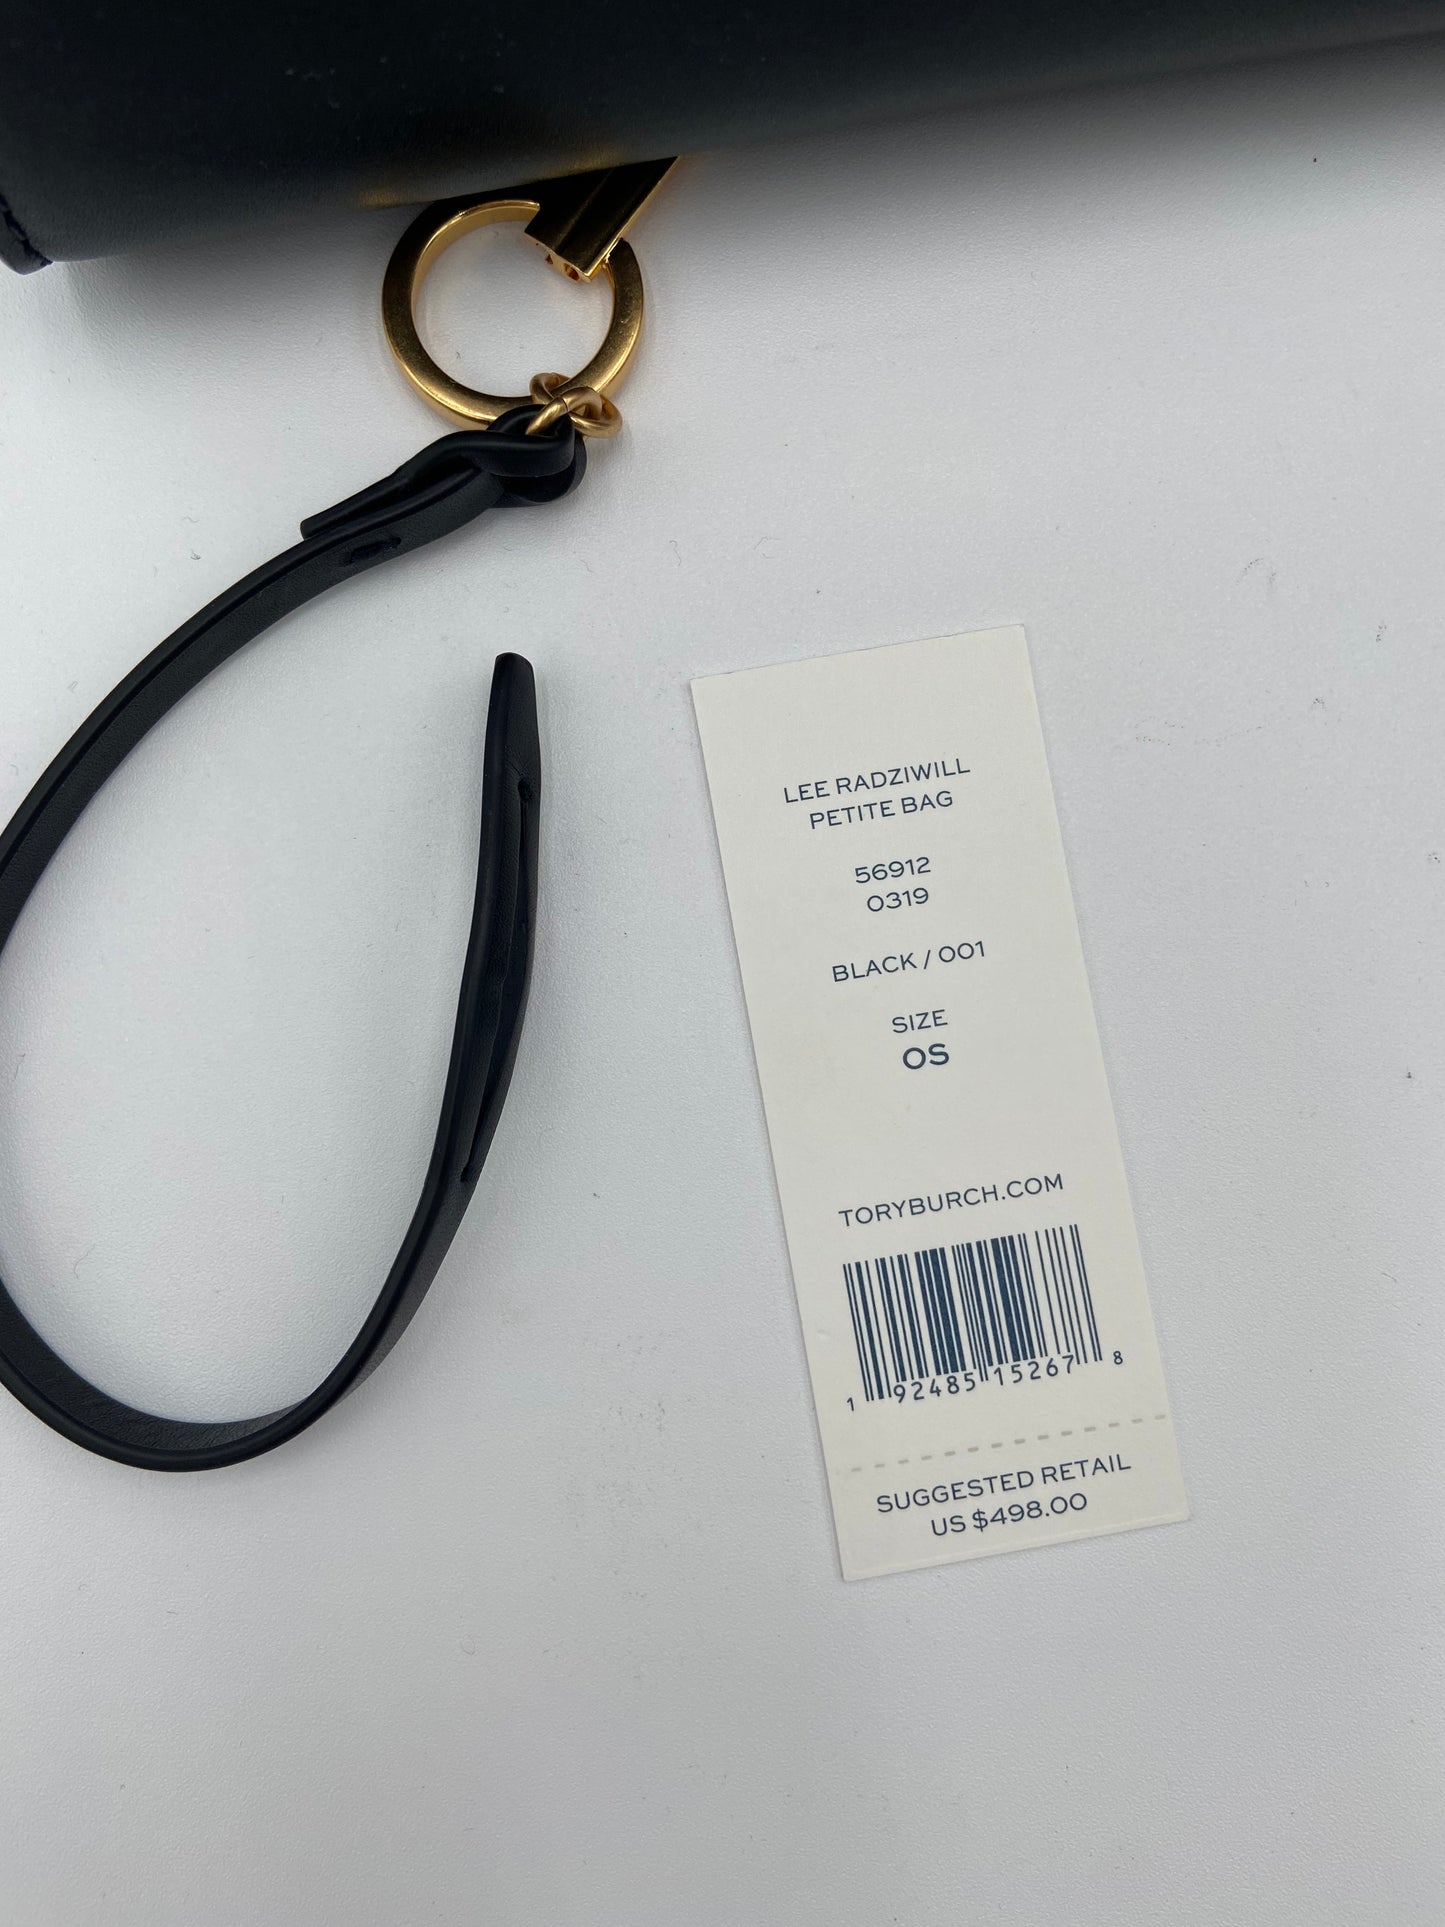 LEE RADZIWILL
PETITE BAG
56912
0319
BLACK / 001
SIZE
OS
TORYBURCH.COM
1 92485 15267 8
SUGGESTED RETAIL
US $498.00